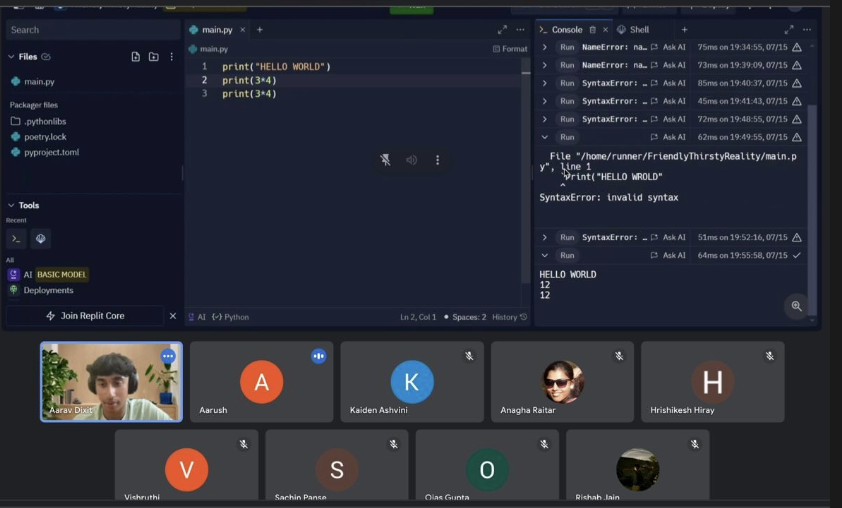 Search
main.py
Files
main.py
Packager files
.pythonlibs
poetry.lock
pyproject.toml
Tools
Recent
All
AI BASIC MODEL
Deployments
Join Replit Core
main.py
Format
1 print("HELLO WORLD")
2 print(3*4)
3 print(3*4)
AI Python
Ln 2, Col 1 Spaces: 2 History
Console
Shell
Run NameError: na… Ask AI 75ms on 19:34:55, 07/15
Run NameError: na… Ask AI 73ms on 19:39:09, 07/15
Run SyntaxError: … Ask AI 85ms on 19:40:37, 07/15
Run SyntaxError: … Ask AI 45ms on 19:41:43, 07/15
Run SyntaxError: … Ask AI 72ms on 19:48:55, 07/15
Run Ask AI 62ms on 19:49:55, 07/15
File "/home/runner/FriendlyThirstyReality/main.p
y", line 1
Print("HELLO WROLD"
^
SyntaxError: invalid syntax
Run SyntaxError: … Ask AI 51ms on 19:52:16, 07/15
Run Ask AI 64ms on 19:55:58, 07/15
HELLO WORLD
12
12
Aarav Dixit
A
Aarush
K
Kaiden Ashvini
Anagha Raitar
H
Hrishikesh Hiray
V
Vishruthi
S
Sachin Panse
O
Ojas Gupta
Rishab Jain